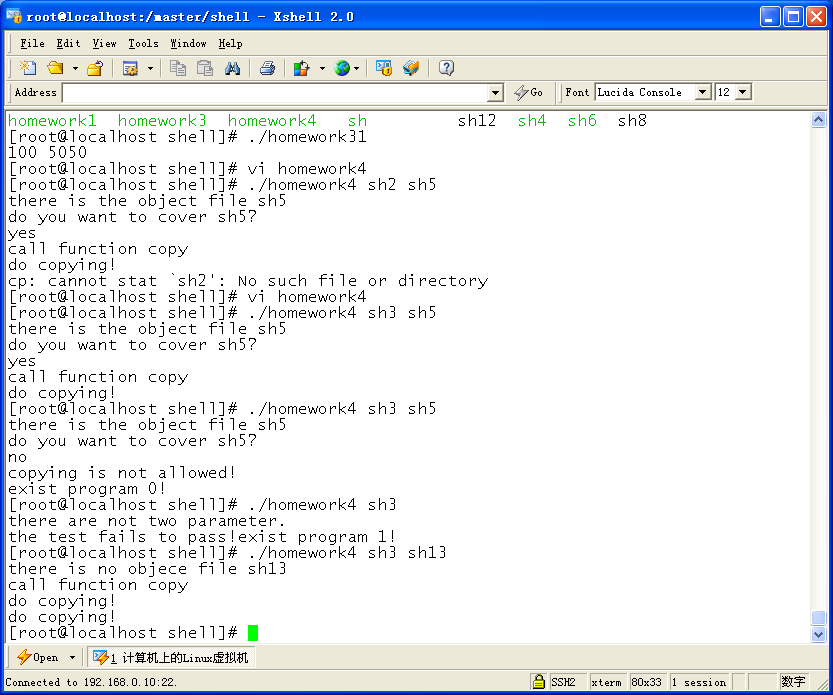 root@localhost:/master/shell - Xshell 2.0
File Edit View Tools Window Help
Address Go Font Lucida Console 12
homework1 homework3 homework4 sh sh12 sh4 sh6 sh8
[root@localhost shell]# ./homework31
100 5050
[root@localhost shell]# vi homework4
[root@localhost shell]# ./homework4 sh2 sh5
there is the object file sh5
do you want to cover sh5?
yes
call function copy
do copying!
cp: cannot stat `sh2': No such file or directory
[root@localhost shell]# vi homework4
[root@localhost shell]# ./homework4 sh3 sh5
there is the object file sh5
do you want to cover sh5?
yes
call function copy
do copying!
[root@localhost shell]# ./homework4 sh3 sh5
there is the object file sh5
do you want to cover sh5?
no
copying is not allowed!
exist program 0!
[root@localhost shell]# ./homework4 sh3
there are not two parameter.
the test fails to pass!exist program 1!
[root@localhost shell]# ./homework4 sh3 sh13
there is no objece file sh13
call function copy
do copying!
do copying!
[root@localhost shell]#
Open 1 计算机上的Linux虚拟机
Connected to 192.168.0.10:22. SSH2 xterm 80x33 1 session 数字